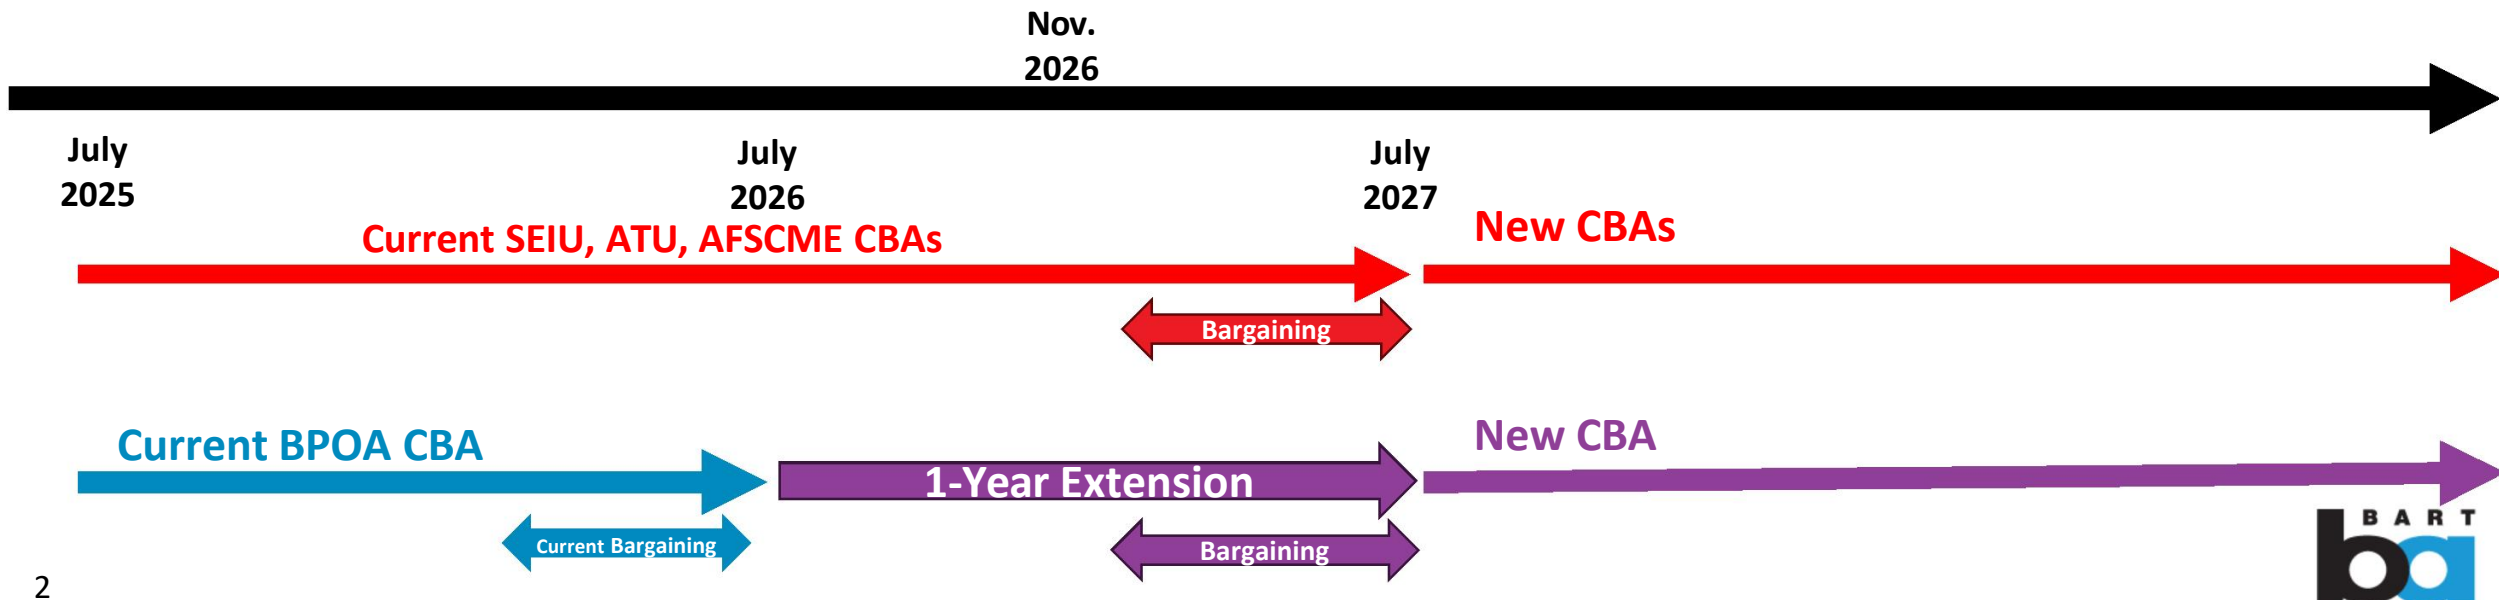 Nov.
2026
July
2025
July
2026
July
2027
Current SEIU, ATU, AFSCME CBAs
New CBAs
Bargaining
Current BPOA CBA
1-Year Extension
New CBA
Current Bargaining
Bargaining
BART
ba
2